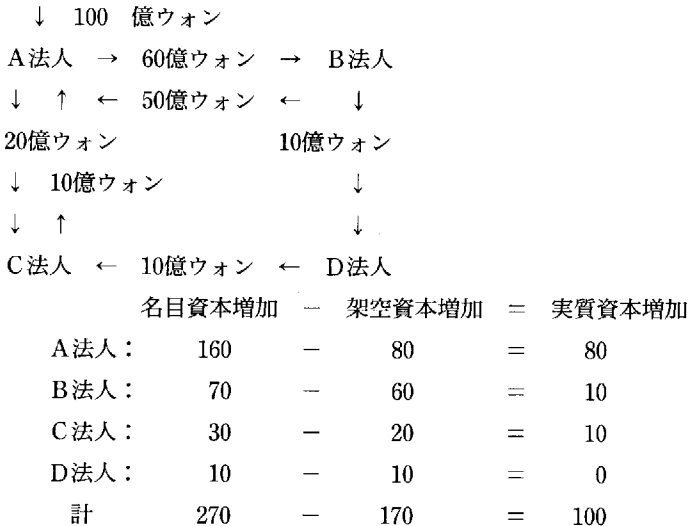 ↓ 100 億ウォン
A法人 → 60億ウォン → B法人
↓ ↑ ← 50億ウォン ← ↓
20億ウォン 10億ウォン
↓ 10億ウォン ↓
↓ ↑ ↓
C法人 ← 10億ウォン ← D法人
名目資本増加 － 架空資本増加 ＝ 実質資本増加
A法人： 160 － 80 ＝ 80
B法人： 70 － 60 ＝ 10
C法人： 30 － 20 ＝ 10
D法人： 10 － 10 ＝ 0
計 270 － 170 ＝ 100